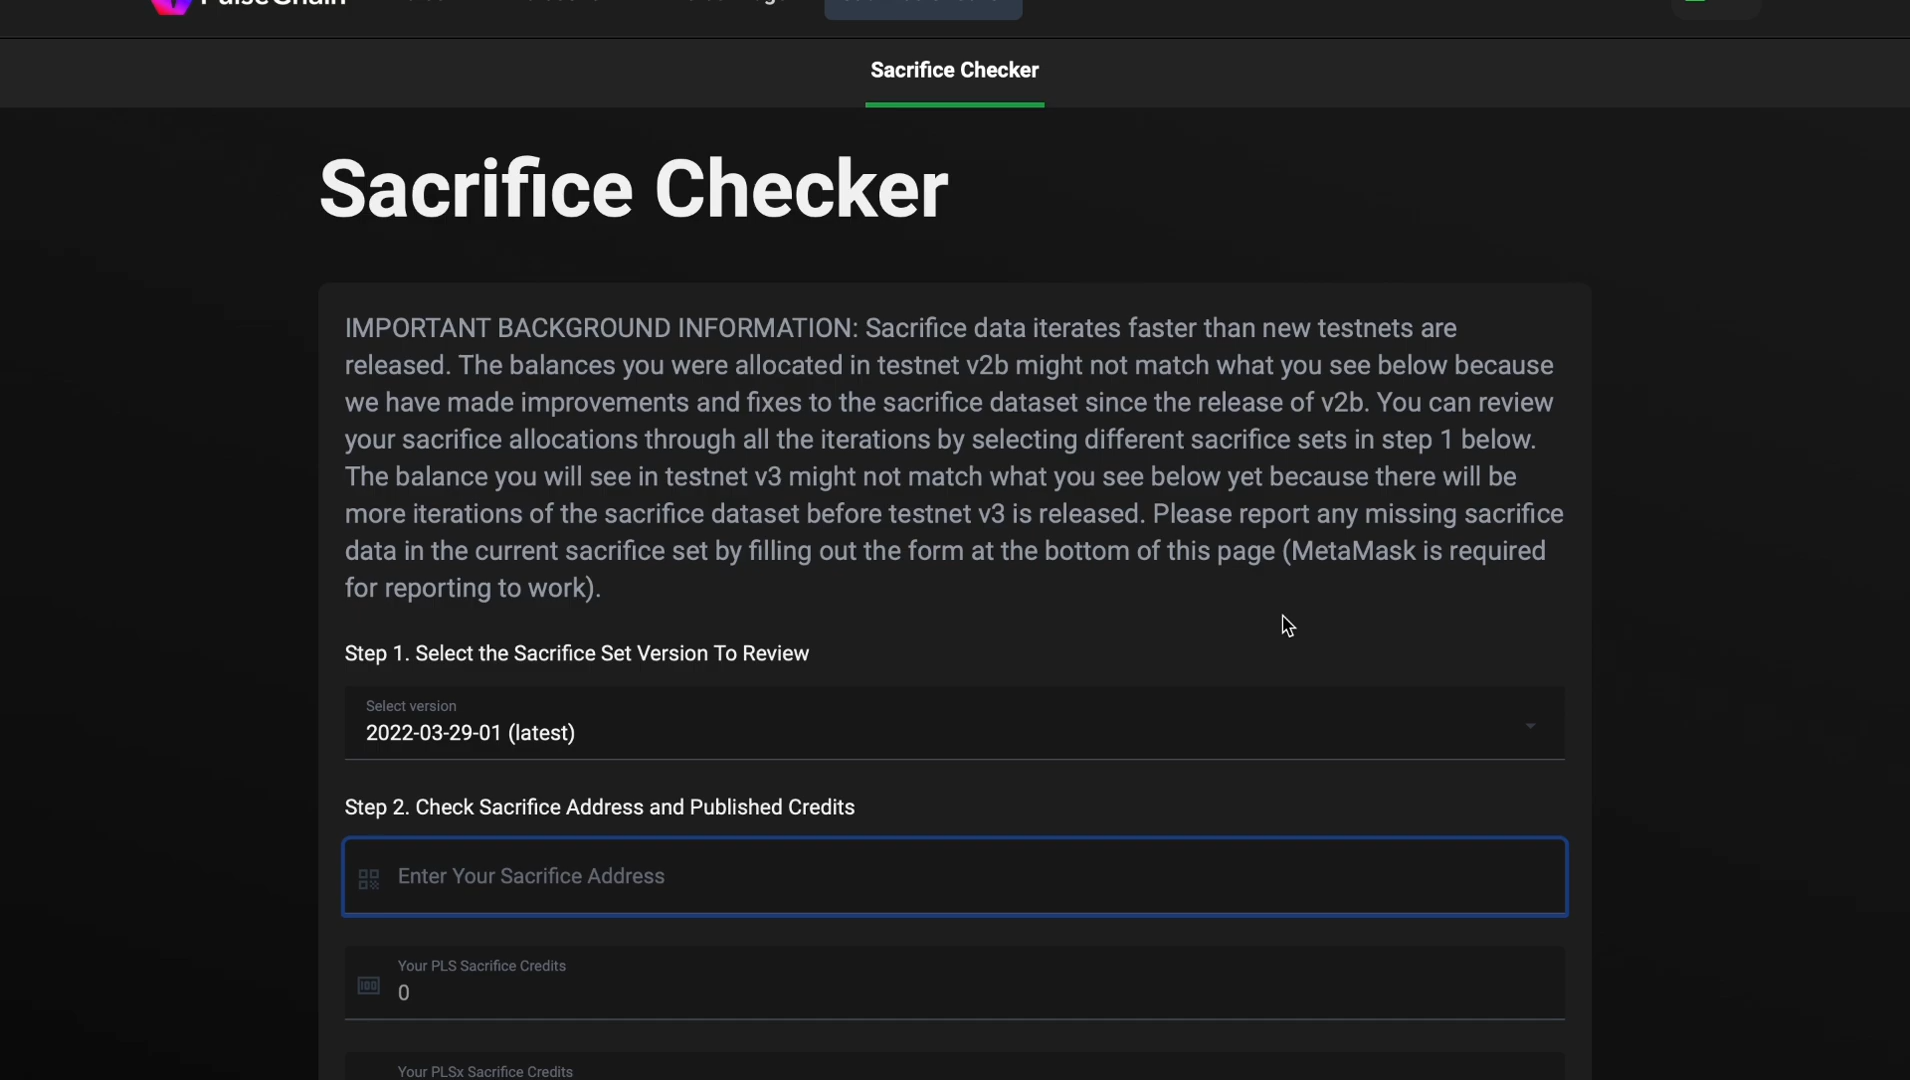 PulseChain
Sacrifice Checker
Sacrifice Checker
IMPORTANT BACKGROUND INFORMATION: Sacrifice data iterates faster than new testnets are
released. The balances you were allocated in testnet v2b might not match what you see below because
we have made improvements and fixes to the sacrifice dataset since the release of v2b. You can review
your sacrifice allocations through all the iterations by selecting different sacrifice sets in step 1 below.
The balance you will see in testnet v3 might not match what you see below yet because there will be
more iterations of the sacrifice dataset before testnet v3 is released. Please report any missing sacrifice
data in the current sacrifice set by filling out the form at the bottom of this page (MetaMask is required
for reporting to work).
Step 1. Select the Sacrifice Set Version To Review
Select version
2022-03-29-01 (latest)
Step 2. Check Sacrifice Address and Published Credits
Enter Your Sacrifice Address
Your PLS Sacrifice Credits
100
0
Your PLSx Sacrifice Credits